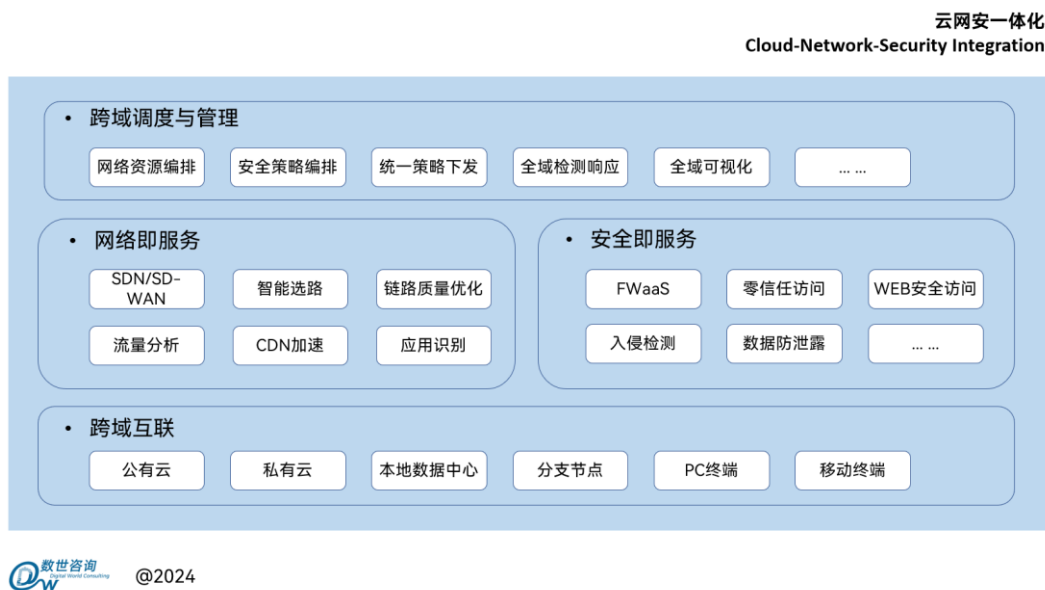 云网安一体化
Cloud-Network-Security Integration
• 跨域调度与管理
网络资源编排
安全策略编排
统一策略下发
全域检测响应
全域可视化
... ...
• 网络即服务
SDN/SD-
WAN
智能选路
链路质量优化
流量分析
CDN加速
应用识别
• 安全即服务
FWaaS
零信任访问
WEB安全访问
入侵检测
数据防泄露
... ...
• 跨域互联
公有云
私有云
本地数据中心
分支节点
PC终端
移动终端
数世咨询
Digital World Consulting
DW
@2024